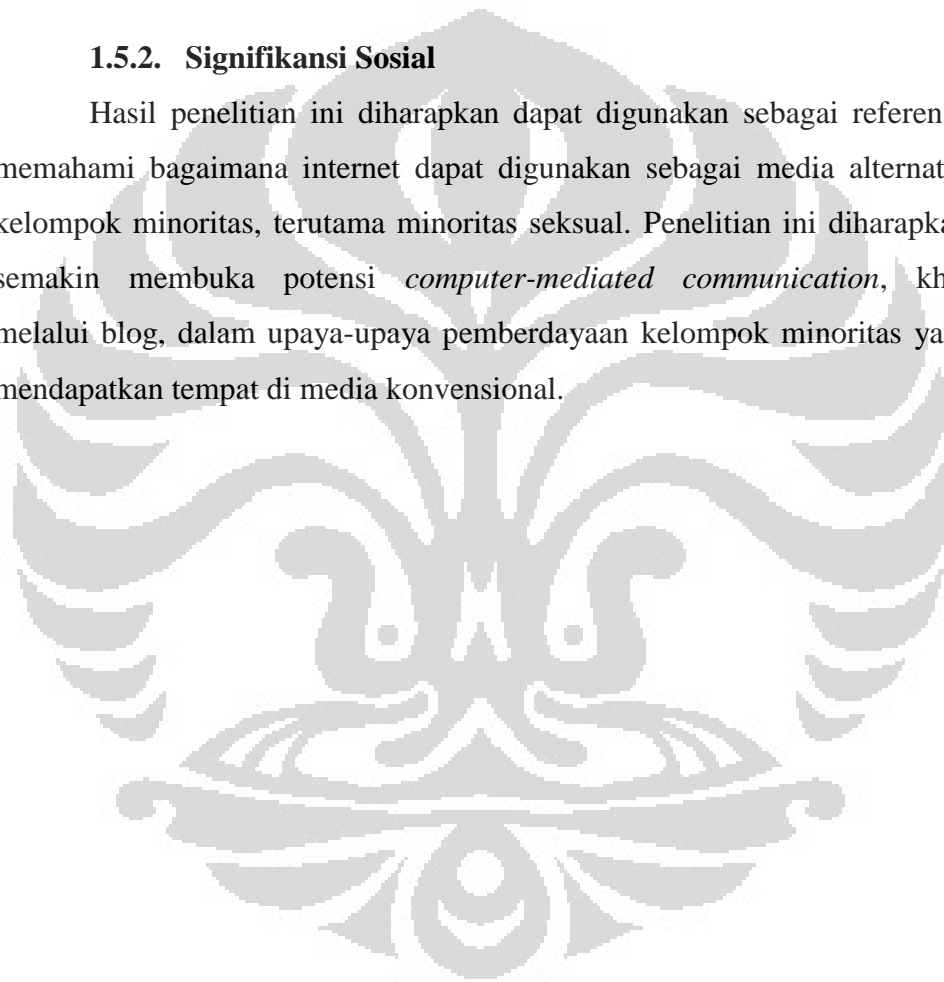 1.5.2. Signifikansi Sosial
Hasil penelitian ini diharapkan dapat digunakan sebagai referen
memahami bagaimana internet dapat digunakan sebagai media alternat
kelompok minoritas, terutama minoritas seksual. Penelitian ini diharapka
semakin membuka potensi computer-mediated communication, kh
melalui blog, dalam upaya-upaya pemberdayaan kelompok minoritas ya
mendapatkan tempat di media konvensional.